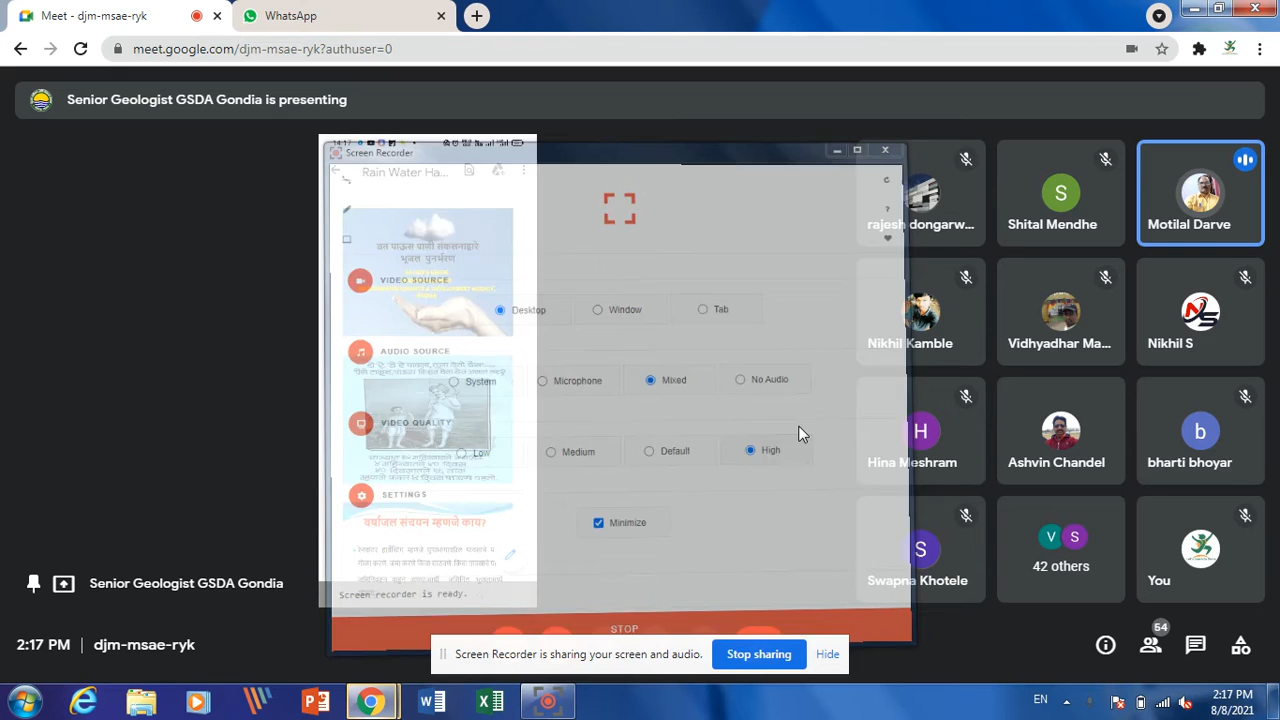 Meet - djm-msae-ryk
WhatsApp
meet.google.com/djm-msae-ryk?authuser=0
Senior Geologist GSDA Gondia is presenting
14:17
Screen Recorder
Rain Water Ha...
भूजल पुनर्भरण
VIDEO SOURCE
Desktop
Window
Tab
AUDIO SOURCE
System
Microphone
Mixed
No Audio
VIDEO QUALITY
Low
Medium
Default
High
SETTINGS
Minimize
वर्षाजल संचयन म्हणजे काय?
Screen recorder is ready.
STOP
rajesh dongarw...
Shital Mendhe
Motilal Darve
Nikhil Kamble
Vidhyadhar Ma...
Nikhil S
H
Hina Meshram
Ashvin Chandel
b
bharti bhoyar
S
Swapna Khotele
V S
42 others
You
Senior Geologist GSDA Gondia
2:17 PM
djm-msae-ryk
Screen Recorder is sharing your screen and audio.
Stop sharing
Hide
54
EN
2:17 PM
8/8/2021